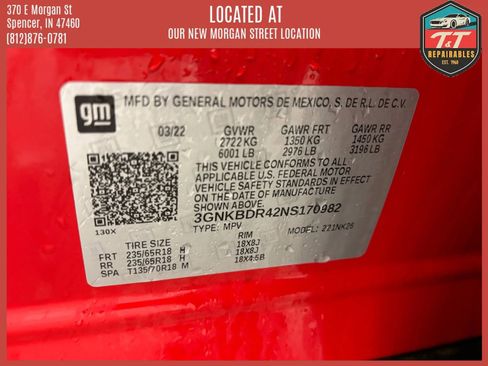 370 E Morgan St
Spencer, IN 47460
(812)876-0781
LOCATED AT
OUR NEW MORGAN STREET LOCATION
T&T
REPAIRABLES
EST. 1960
gm
MFD BY GENERAL MOTORS DE MEXICO, S. DE R.L. DE C.V.
03/22 GVWR GAWR FRT GAWR RR
2722 KG 1350 KG 1450 KG
6001 LB 2976 LB 3196 LB
THIS VEHICLE CONFORMS TO ALL
APPLICABLE U.S. FEDERAL MOTOR
VEHICLE SAFETY STANDARDS IN
EFFECT ON THE DATE OF
MANUFACTURE SHOWN ABOVE.
3GNKBDR42NS170982
130X TYPE: MPV MODEL: 2Z1NK26
TIRE SIZE RIM
FRT 235/65R18 H 18X8J
RR 235/65R18 H 18X8J
SPA T135/70R18 M 18X4.5B